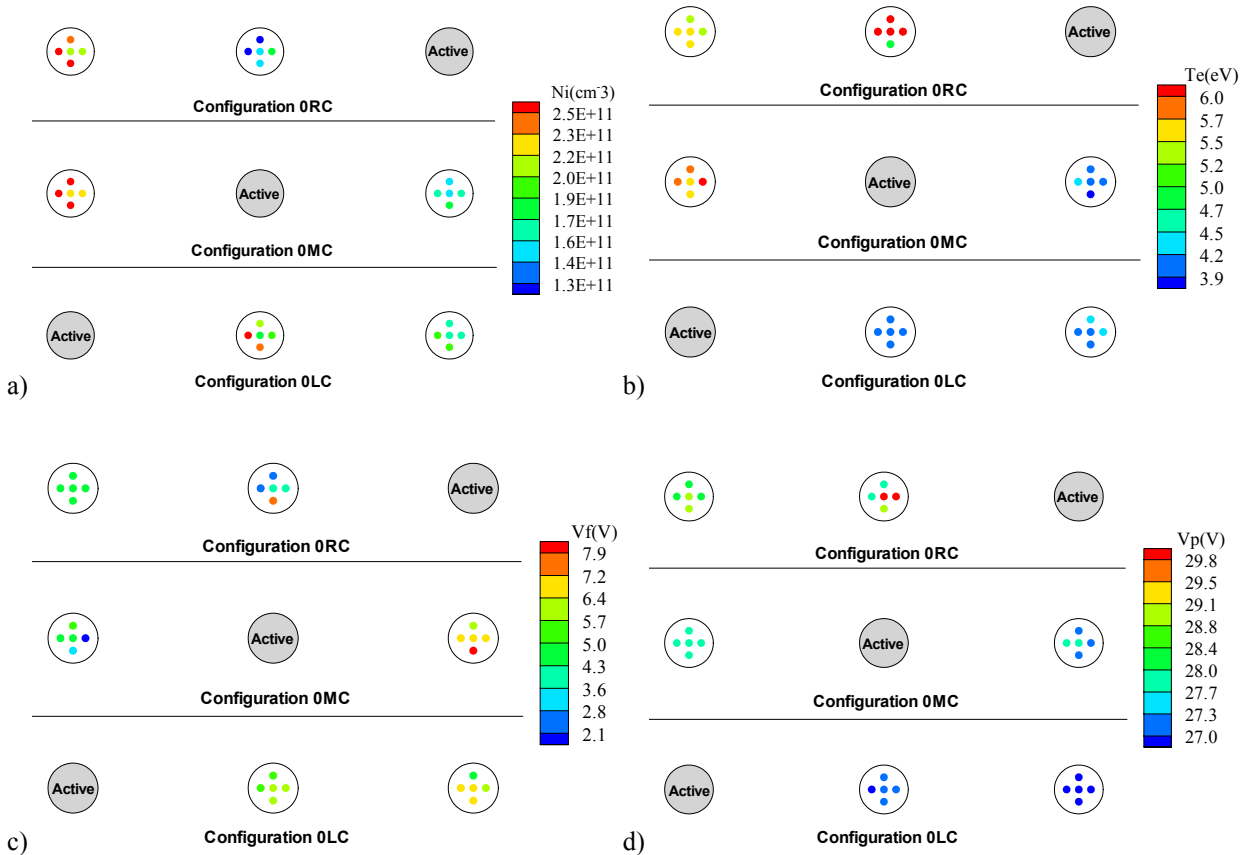 Active
Configuration 0RC
Active
Configuration 0MC
Active
Configuration 0LC
Ni(cm⁻3)
2.5E+11
2.3E+11
2.2E+11
2.0E+11
1.9E+11
1.7E+11
1.6E+11
1.4E+11
1.3E+11
a)
Active
Configuration 0RC
Active
Configuration 0MC
Active
Configuration 0LC
Te(eV)
6.0
5.7
5.5
5.2
5.0
4.7
4.5
4.2
3.9
b)
Active
Configuration 0RC
Active
Configuration 0MC
Active
Configuration 0LC
Vf(V)
7.9
7.2
6.4
5.7
5.0
4.3
3.6
2.8
2.1
c)
Active
Configuration 0RC
Active
Configuration 0MC
Active
Configuration 0LC
Vp(V)
29.8
29.5
29.1
28.8
28.4
28.0
27.7
27.3
27.0
d)